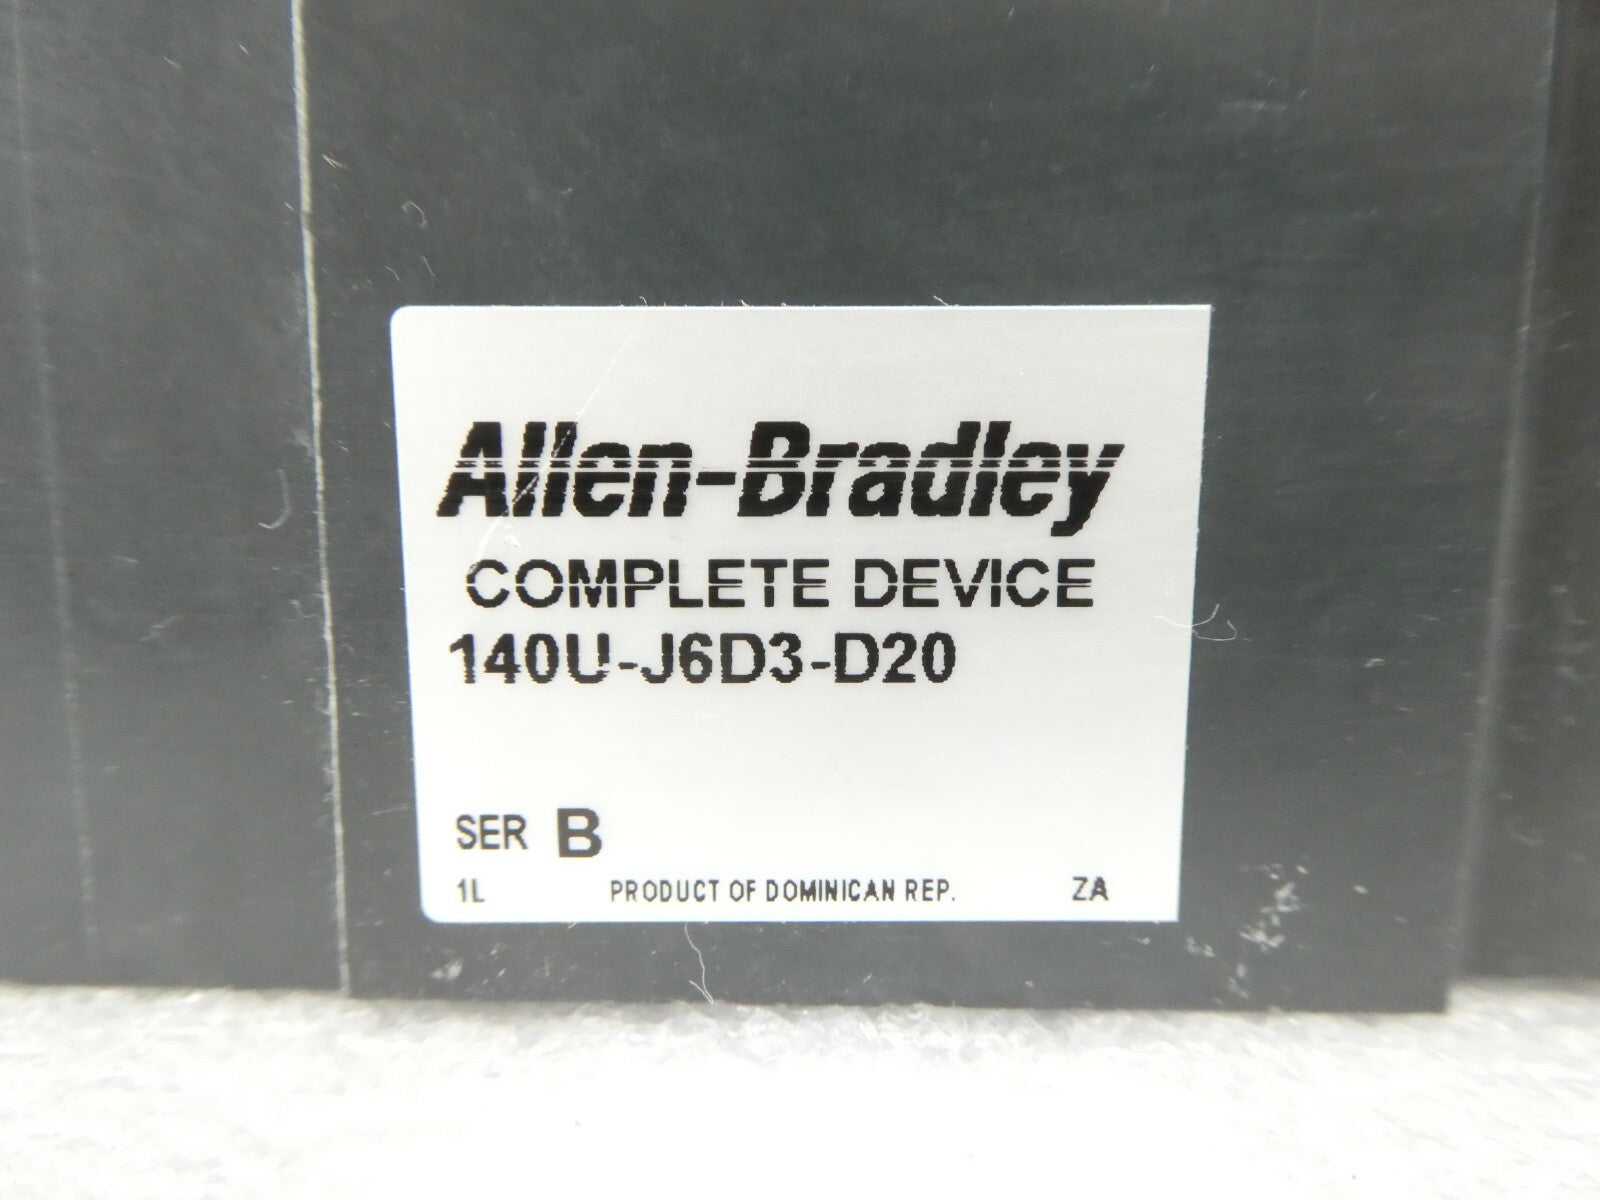 Allen-Bradley
COMPLETE DEVICE
140U-J6D3-D20
SER B
1L PRODUCT OF DOMINICAN REP. ZA